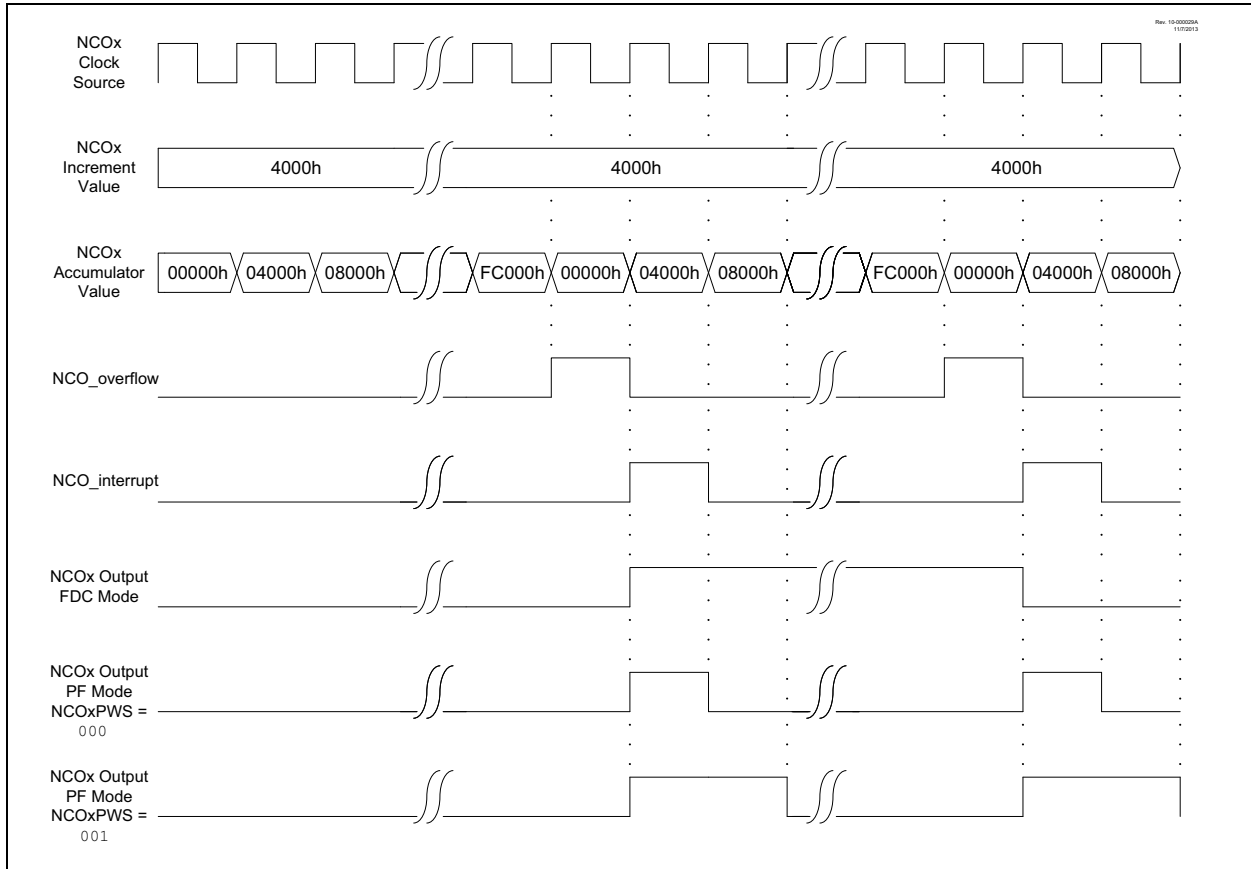 Rev. 10-000029A
11/7/2013
NCOx
Clock
Source
NCOx
Increment
Value
4000h
4000h
4000h
NCOx
Accumulator
Value
00000h
04000h
08000h
FC000h
00000h
04000h
08000h
FC000h
00000h
04000h
08000h
NCO_overflow
NCO_interrupt
NCOx Output
FDC Mode
NCOx Output
PF Mode
NCOxPWS =
000
NCOx Output
PF Mode
NCOxPWS =
001